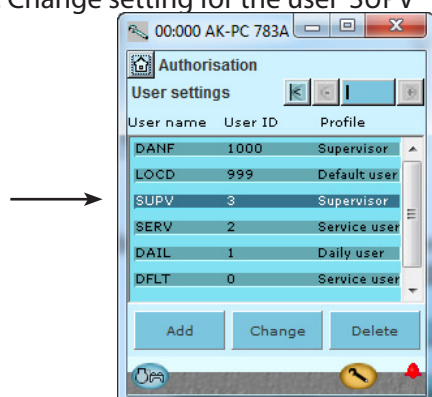 Change setting for the user 'SUPV'
00:000 AK-PC 783A
Authorisation
User settings
User name User ID Profile
DANF 1000 Supervisor
LOCD 999 Default user
SUPV 3 Supervisor
SERV 2 Service user
DAIL 1 Daily user
DFLT 0 Service user
Add Change Delete